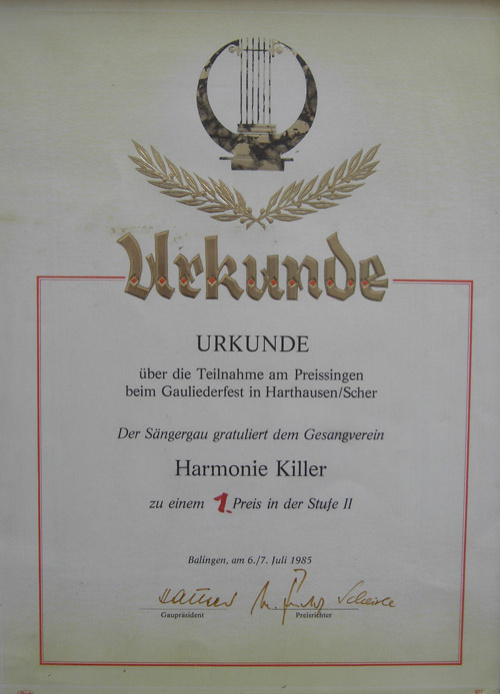 Urkunde
URKUNDE
über die Teilnahme am Preissingen
beim Gauliederfest in Harthausen/Scher
Der Sängergau gratuliert dem Gesangverein
Harmonie Killer
zu einem 1. Preis in der Stufe II
Balingen, am 6./7. Juli 1985
Gaupräsident Preisrichter